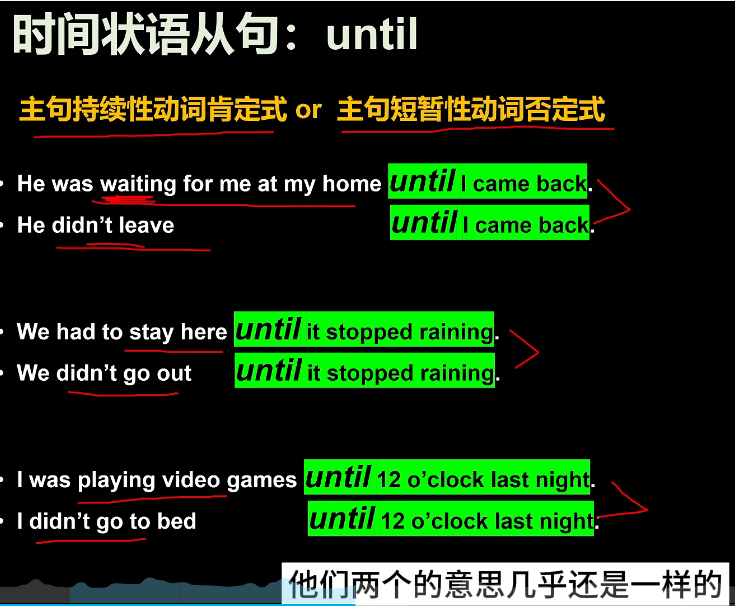 时间状语从句：until
主句持续性动词肯定式 or 主句短暂性动词否定式
• He was waiting for me at my home until I came back.
• He didn’t leave until I came back.
• We had to stay here until it stopped raining.
• We didn’t go out until it stopped raining.
• I was playing video games until 12 o’clock last night.
• I didn’t go to bed until 12 o’clock last night.
他们两个的意思几乎还是一样的